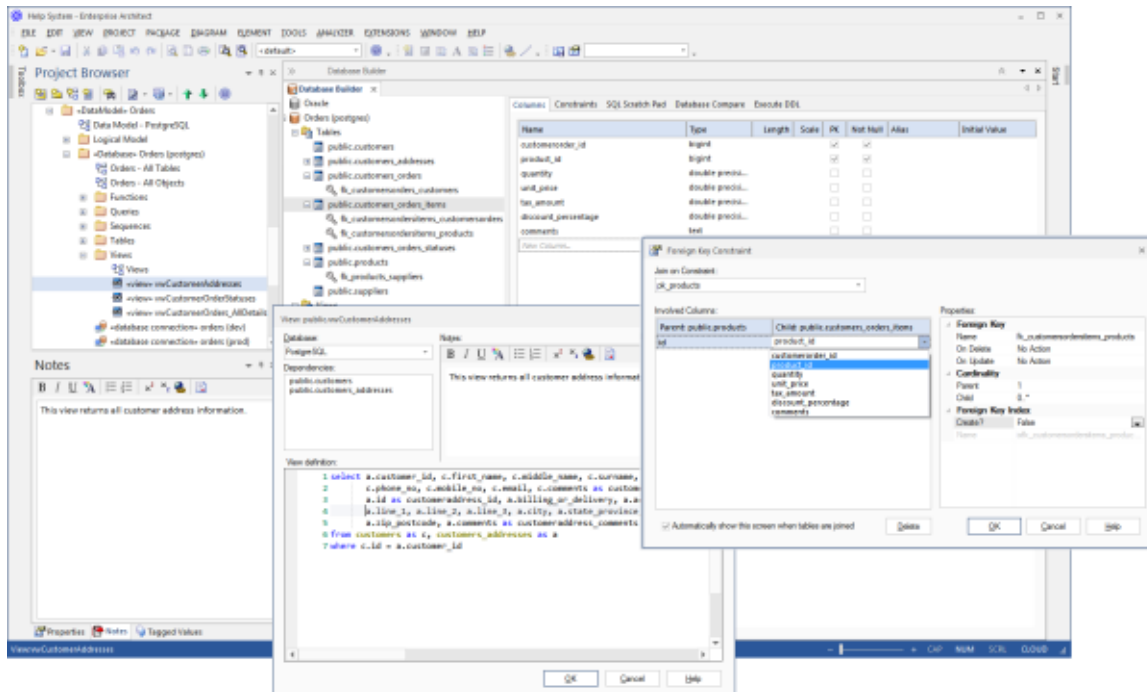 Help System - Enterprise Architect
FILE EDIT VIEW PROJECT PACKAGE DIAGRAM ELEMENT TOOLS ANALYZER EXTENSIONS WINDOW HELP
<default>
Toolbox
Project Browser
«DataModel» Orders
Data Model - PostgreSQL
Logical Model
«Database» Orders (postgres)
Orders - All Tables
Orders - All Objects
Functions
Queries
Sequences
Tables
Views
Views
«view» vwCustomerAddresses
«view» vwCustomerOrderStatuses
«view» vwCustomerOrders_AllDetails
«database connection» orders (dev)
«database connection» orders (prod)
Notes
This view returns all customer address information.
Properties Notes Tagged Values
View:vwCustomerAddresses
CAP NUM SCRL CLOUD
Database Builder
Database Builder
Start
Oracle
Orders (postgres)
Tables
public.customers
public.customers_addresses
public.customers_orders
fk_customersorders_customers
public.customers_orders_items
fk_customersordersitems_customersorders
fk_customersordersitems_products
public.customers_orders_statuses
public.products
fk_products_suppliers
public.suppliers
Columns Constraints SQL Scratch Pad Database Compare Execute DDL
Name Type Length Scale PK Not Null Alias Initial Value
customerorder_id bigint
product_id bigint
quantity double precisi...
unit_price double precisi...
tax_amount double precisi...
discount_percentage double precisi...
comments text
New Column...
View: public.vwCustomerAddresses
Database: Notes:
PostgreSQL
Dependencies:
public.customers
public.customers_addresses
This view returns all customer address informat
View definition:
1 select a.customer_id, c.first_name, c.middle_name, c.surname,
2 c.phone_no, c.mobile_no, c.email, c.comments as custome
3 a.id as customeraddress_id, a.billing_or_delivery, a.a
4 a.line_1, a.line_2, a.line_3, a.city, a.state_province
5 a.zip_postcode, a.comments as customeraddress_comments
6 from customers as c, customers_addresses as a
7 where c.id = a.customer_id
OK Cancel Help
Foreign Key Constraint
Join on Constraint:
pk_products
Involved Columns:
Parent: public.products Child: public.customers_orders_items
id product_id
customerorder_id
product_id
quantity
unit_price
tax_amount
discount_percentage
comments
Properties:
Foreign Key
Name fk_customersordersitems_products
On Delete No Action
On Update No Action
Cardinality
Parent 1
Child 0..*
Foreign Key Index
Create? False
Name
Automatically show this screen when tables are joined
Delete OK Cancel Help